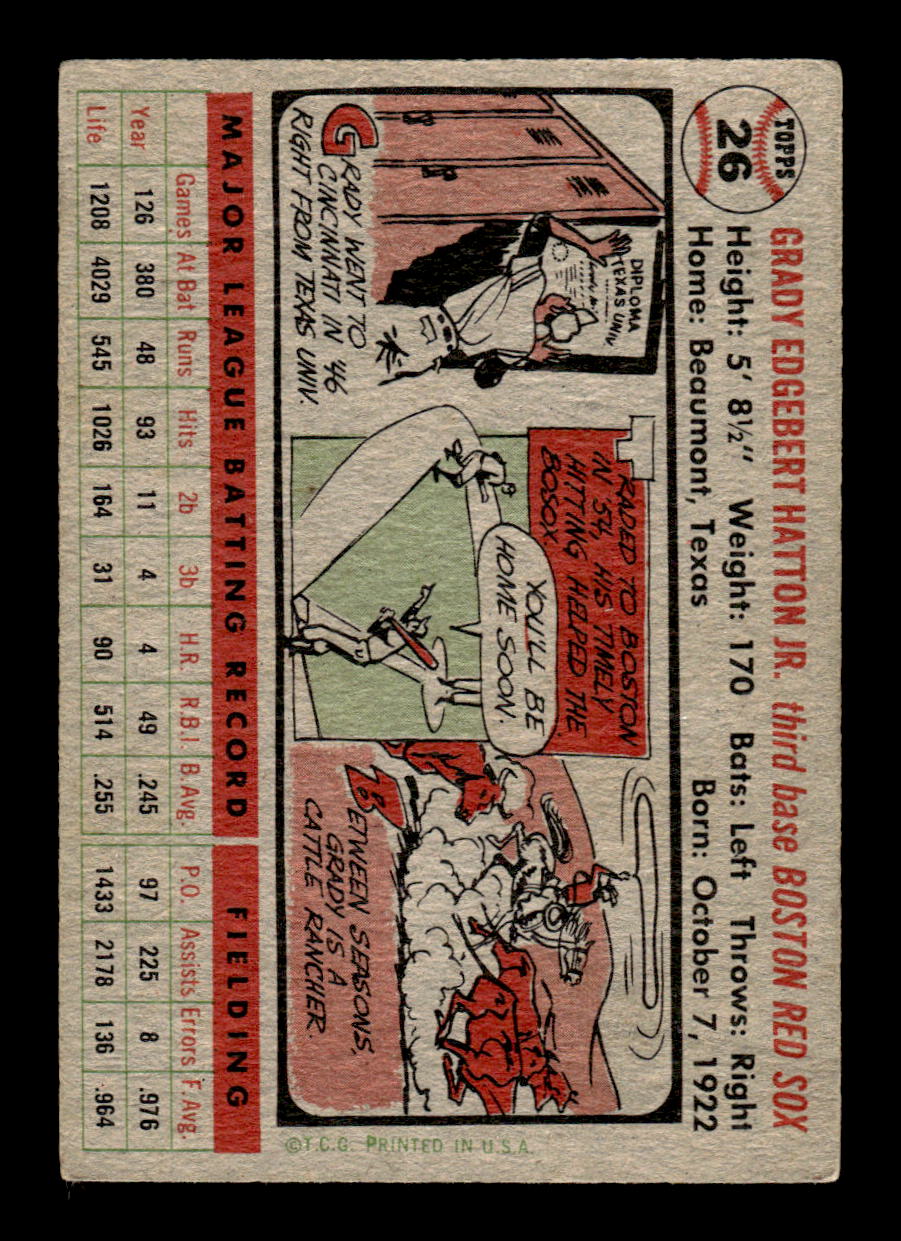 TOPPS
26
GRADY EDGEBERT HATTON JR. third base BOSTON RED SOX
Height: 5' 8½" Weight: 170 Bats: Left Throws: Right
Home: Beaumont, Texas Born: October 7, 1922
DIPLOMA
TEXAS UNIV
GRADY WENT TO
CINCINNATI IN '46
RIGHT FROM TEXAS UNIV.
TRADED TO BOSTON
IN '54, HIS TIMELY
HITTING HELPED THE
BOSOX
YOU'LL BE
HOME SOON.
BETWEEN SEASONS,
GRADY IS A
CATTLE RANCHER.
MAJOR LEAGUE BATTING RECORD FIELDING
Games At Bat Runs Hits 2b 3b H.R. R.B.I. B.Avg. P.O. Assists Errors F.Avg.
Year 126 380 48 93 11 4 4 49 .245 97 225 8 .976
Life 1208 4029 545 1026 164 31 90 514 .255 1433 2178 136 .964
©T.C.G. PRINTED IN U.S.A.